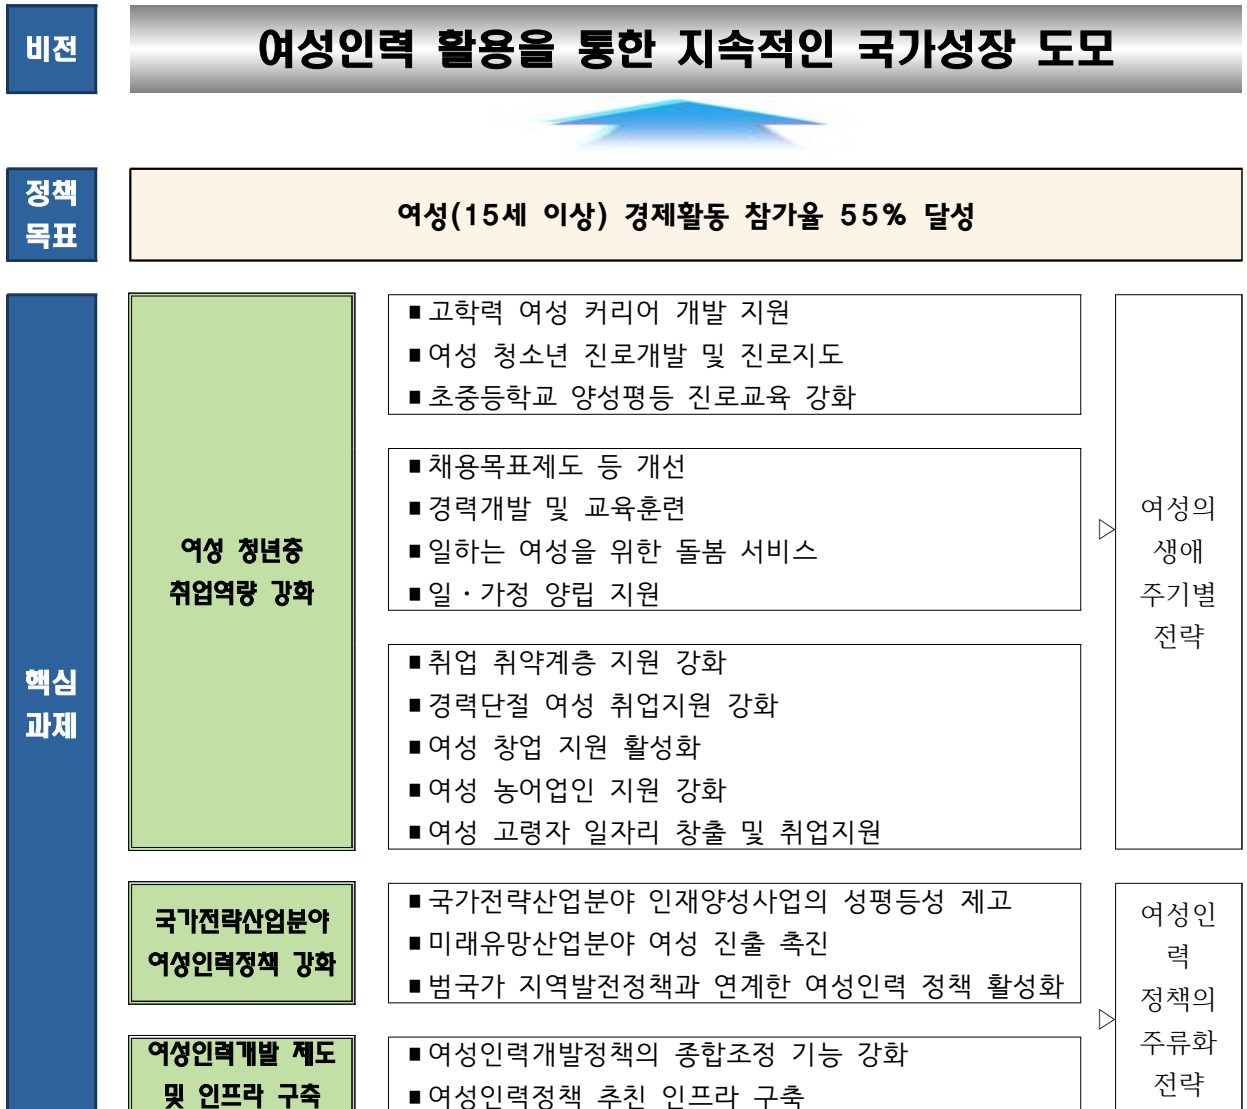 비전
여성인력 활용을 통한 지속적인 국가성장 도모
정책
목표
여성(15세 이상) 경제활동 참가율 55% 달성
핵심
과제
여성 청년층
취업역량 강화
■고학력 여성 커리어 개발 지원
■여성 청소년 진로개발 및 진로지도
■초중등학교 양성평등 진로교육 강화
■채용목표제도 등 개선
■경력개발 및 교육훈련
■일하는 여성을 위한 돌봄 서비스
■일·가정 양립 지원
■취업 취약계층 지원 강화
■경력단절 여성 취업지원 강화
■여성 창업 지원 활성화
■여성 농어업인 지원 강화
■여성 고령자 일자리 창출 및 취업지원
▷
여성의
생애
주기별
전략
국가전략산업분야
여성인력정책 강화
■국가전략산업분야 인재양성사업의 성평등성 제고
■미래유망산업분야 여성 진출 촉진
■범국가 지역발전정책과 연계한 여성인력 정책 활성화
여성인력개발 제도
및 인프라 구축
■여성인력개발정책의 종합조정 기능 강화
■여성인력정책 추진 인프라 구축
▷
여성인
력
정책의
주류화
전략